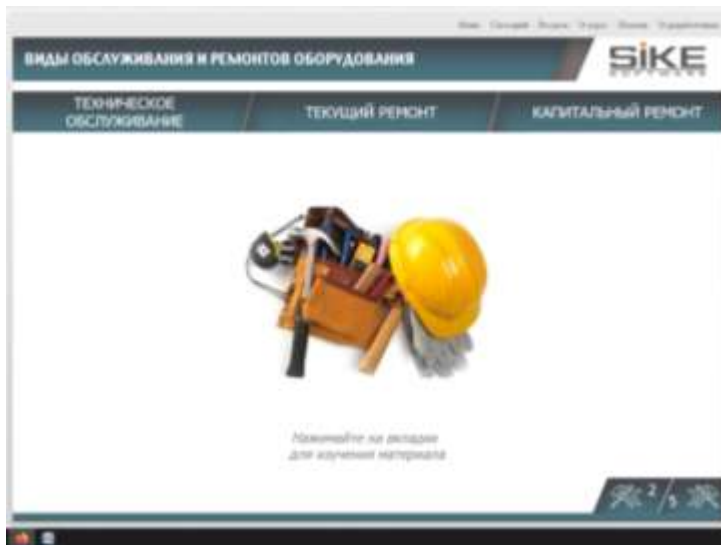 ВИДЫ ОБСЛУЖИВАНИЯ И РЕМОНТОВ ОБОРУДОВАНИЯ
SIKE
SOFTWARE
ТЕХНИЧЕСКОЕ
ОБСЛУЖИВАНИЕ
ТЕКУЩИЙ РЕМОНТ
КАПИТАЛЬНЫЙ РЕМОНТ
Нажимайте на вкладки
для изучения материала
2/5